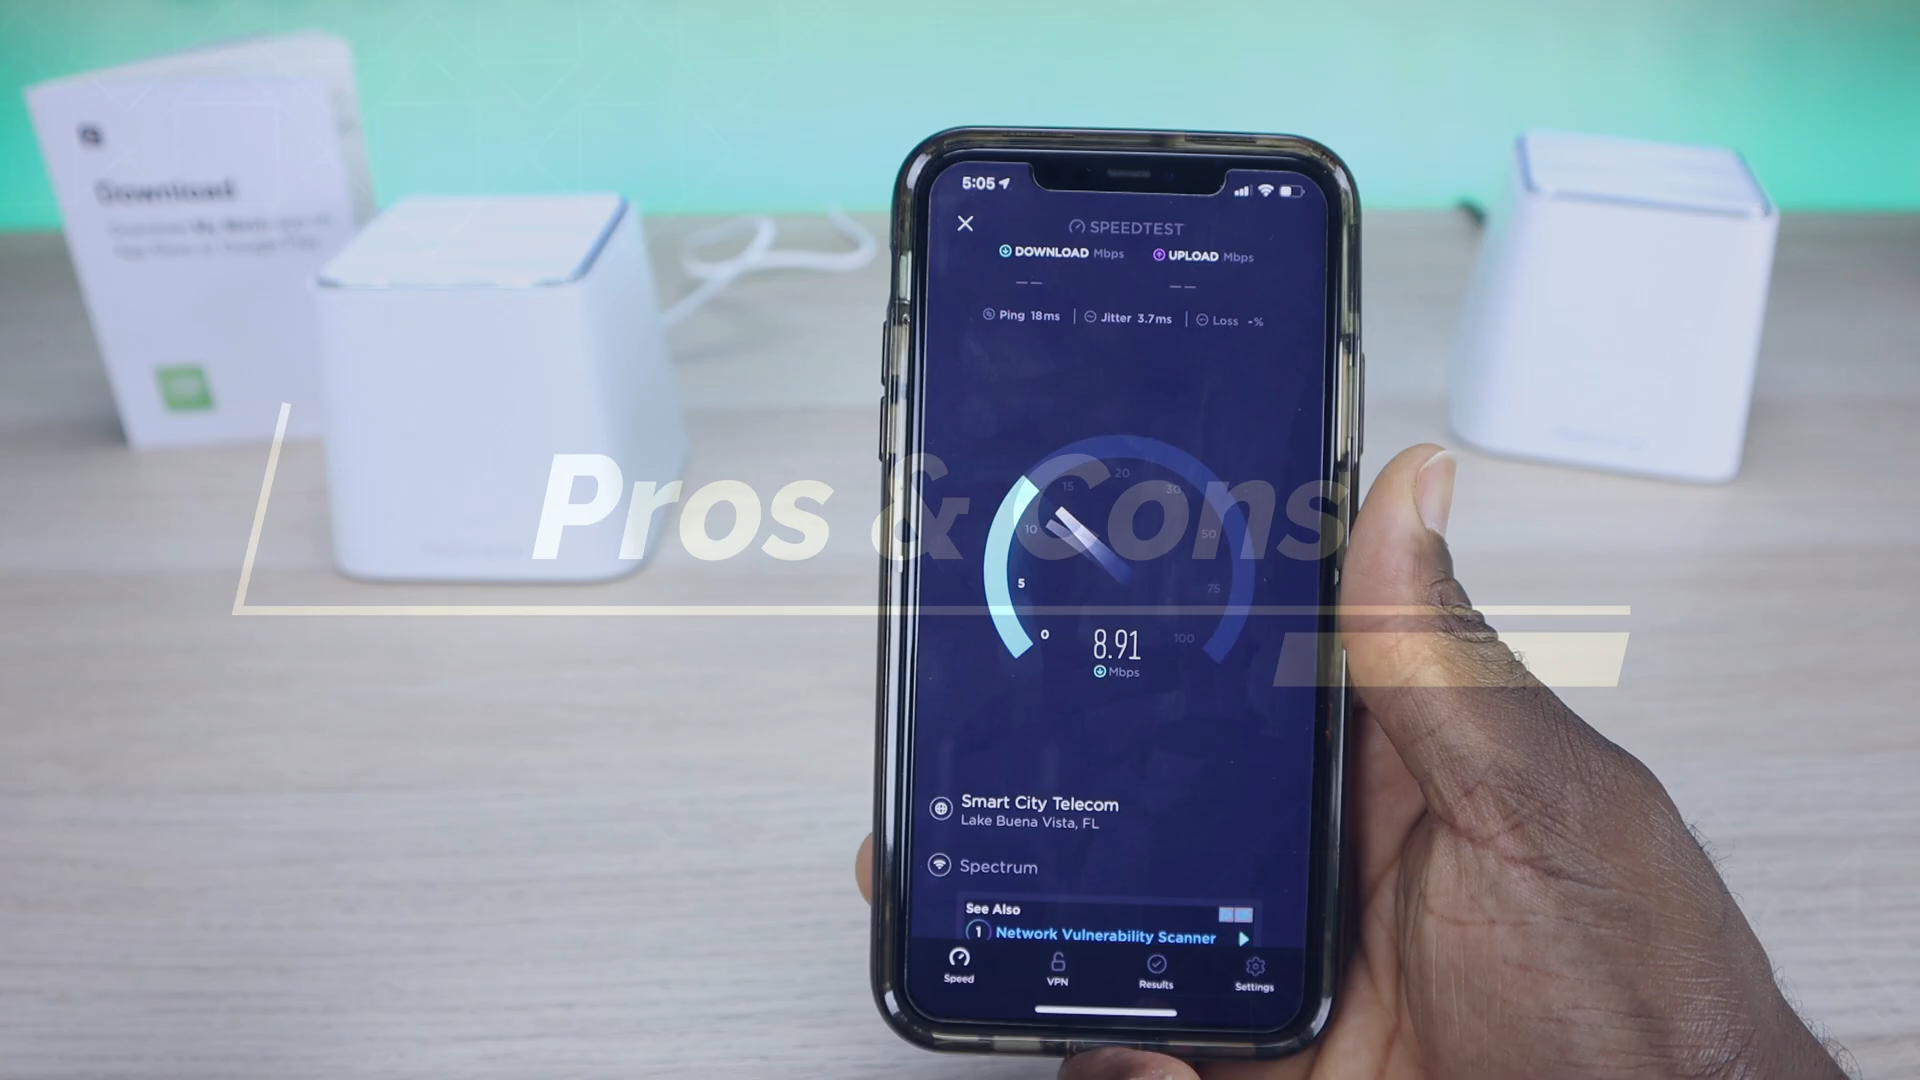 Download
5:05
SPEEDTEST
DOWNLOAD Mbps
UPLOAD Mbps
Ping 18ms
Jitter 3.7ms
Loss -%
Pros & Cons
0
5
10
15
20
30
50
75
100
8.91
Mbps
Smart City Telecom
Lake Buena Vista, FL
Spectrum
See Also
1 Network Vulnerability Scanner
Speed
VPN
Results
Settings